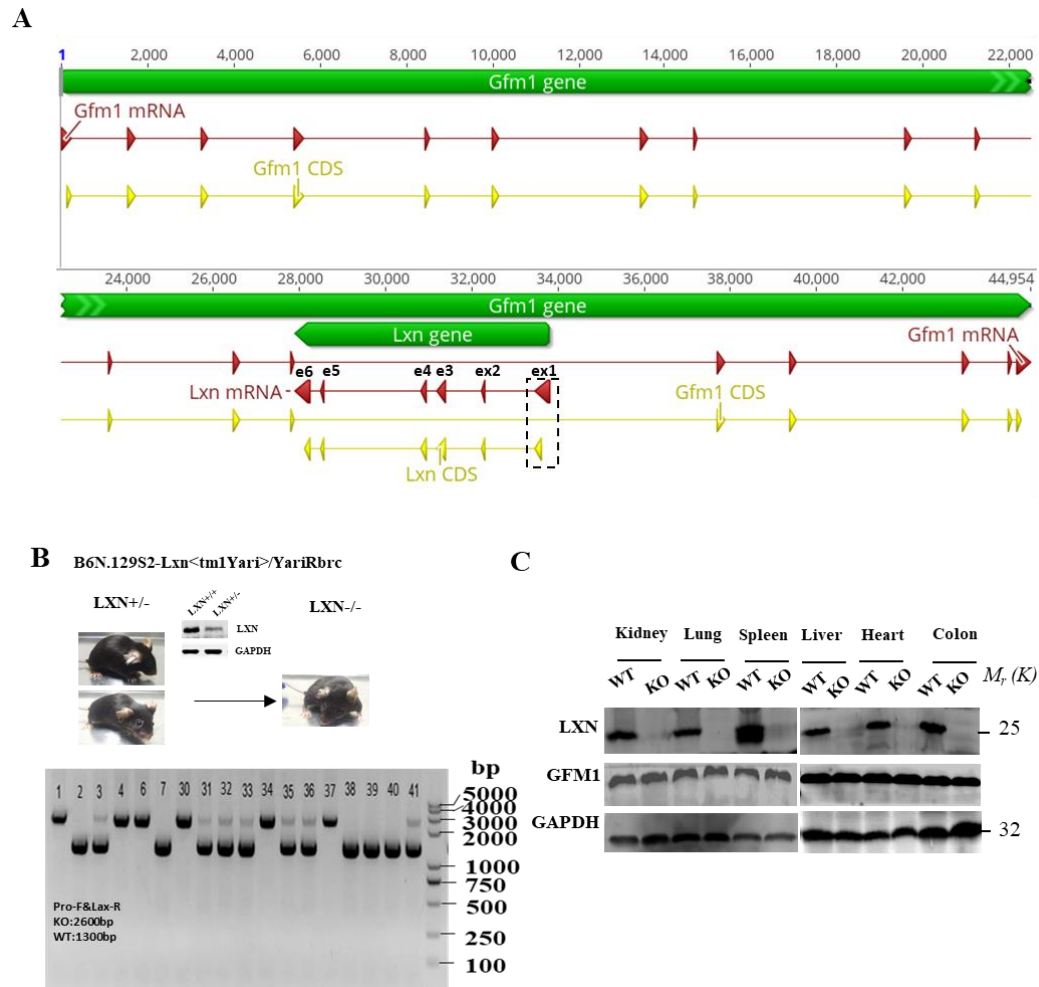 A
1 2,000 4,000 6,000 8,000 10,000 12,000 14,000 16,000 18,000 20,000 22,000
Gfm1 gene
Gfm1 mRNA
Gfm1 CDS
24,000 26,000 28,000 30,000 32,000 34,000 36,000 38,000 40,000 42,000 44,954
Gfm1 gene
Lxn gene
Gfm1 mRNA
e6 e5 e4 e3 ex2 ex1
Lxn mRNA
Gfm1 CDS
Lxn CDS
B
B6N.129S2-Lxn<tm1Yari>/YariRbrc
LXN+/-
LXN+/+ LXN+/-
LXN
GAPDH
LXN-/-
1 2 3 4 6 7 30 31 32 33 34 35 36 37 38 39 40 41
bp
5000
4000
3000
2000
1000
750
500
250
100
Pro-F&Lax-R
KO:2600bp
WT:1300bp
C
Kidney Lung Spleen Liver Heart Colon
WT KO WT KO WT KO WT KO WT KO WT KO
Mr (K)
LXN
25
GFM1
GAPDH
32